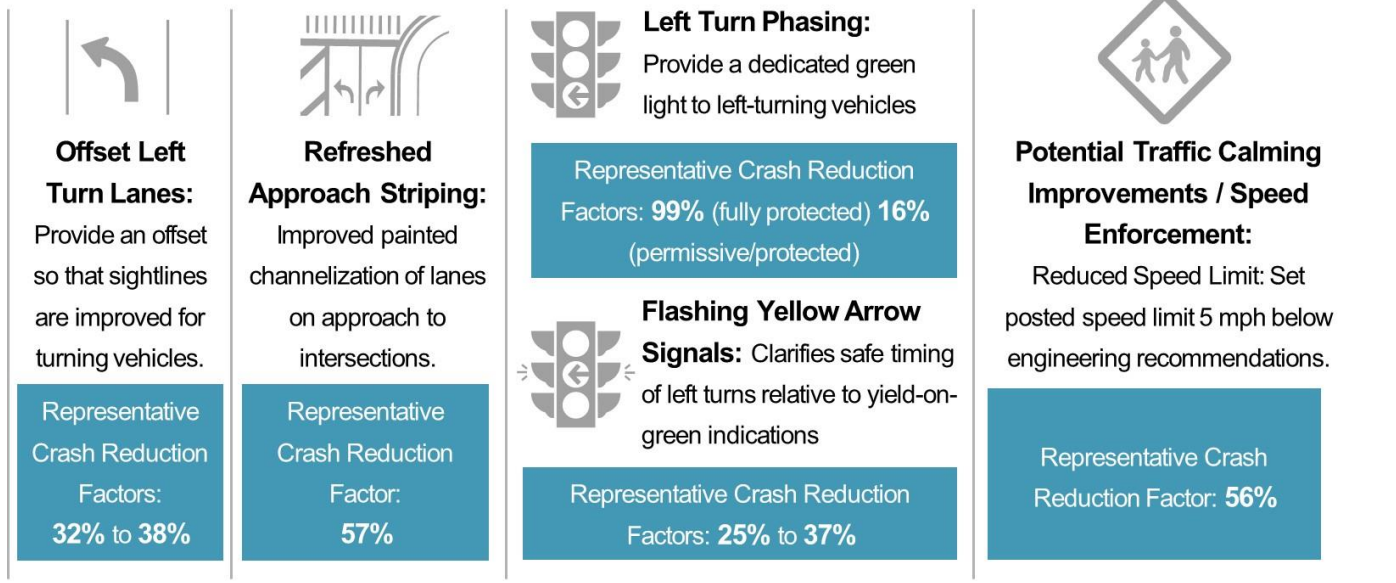 Offset Left
Turn Lanes:
Provide an offset
so that sightlines
are improved for
turning vehicles.
Representative
Crash Reduction
Factors:
32% to 38%
Refreshed
Approach Striping:
Improved painted
channelization of lanes
on approach to
intersections.
Representative
Crash Reduction
Factor:
57%
Left Turn Phasing:
Provide a dedicated green
light to left-turning vehicles
Representative Crash Reduction
Factors: 99% (fully protected) 16%
(permissive/protected)
Flashing Yellow Arrow
Signals: Clarifies safe timing
of left turns relative to yield-on-
green indications
Representative Crash Reduction
Factors: 25% to 37%
Potential Traffic Calming
Improvements / Speed
Enforcement:
Reduced Speed Limit: Set
posted speed limit 5 mph below
engineering recommendations.
Representative Crash
Reduction Factor: 56%